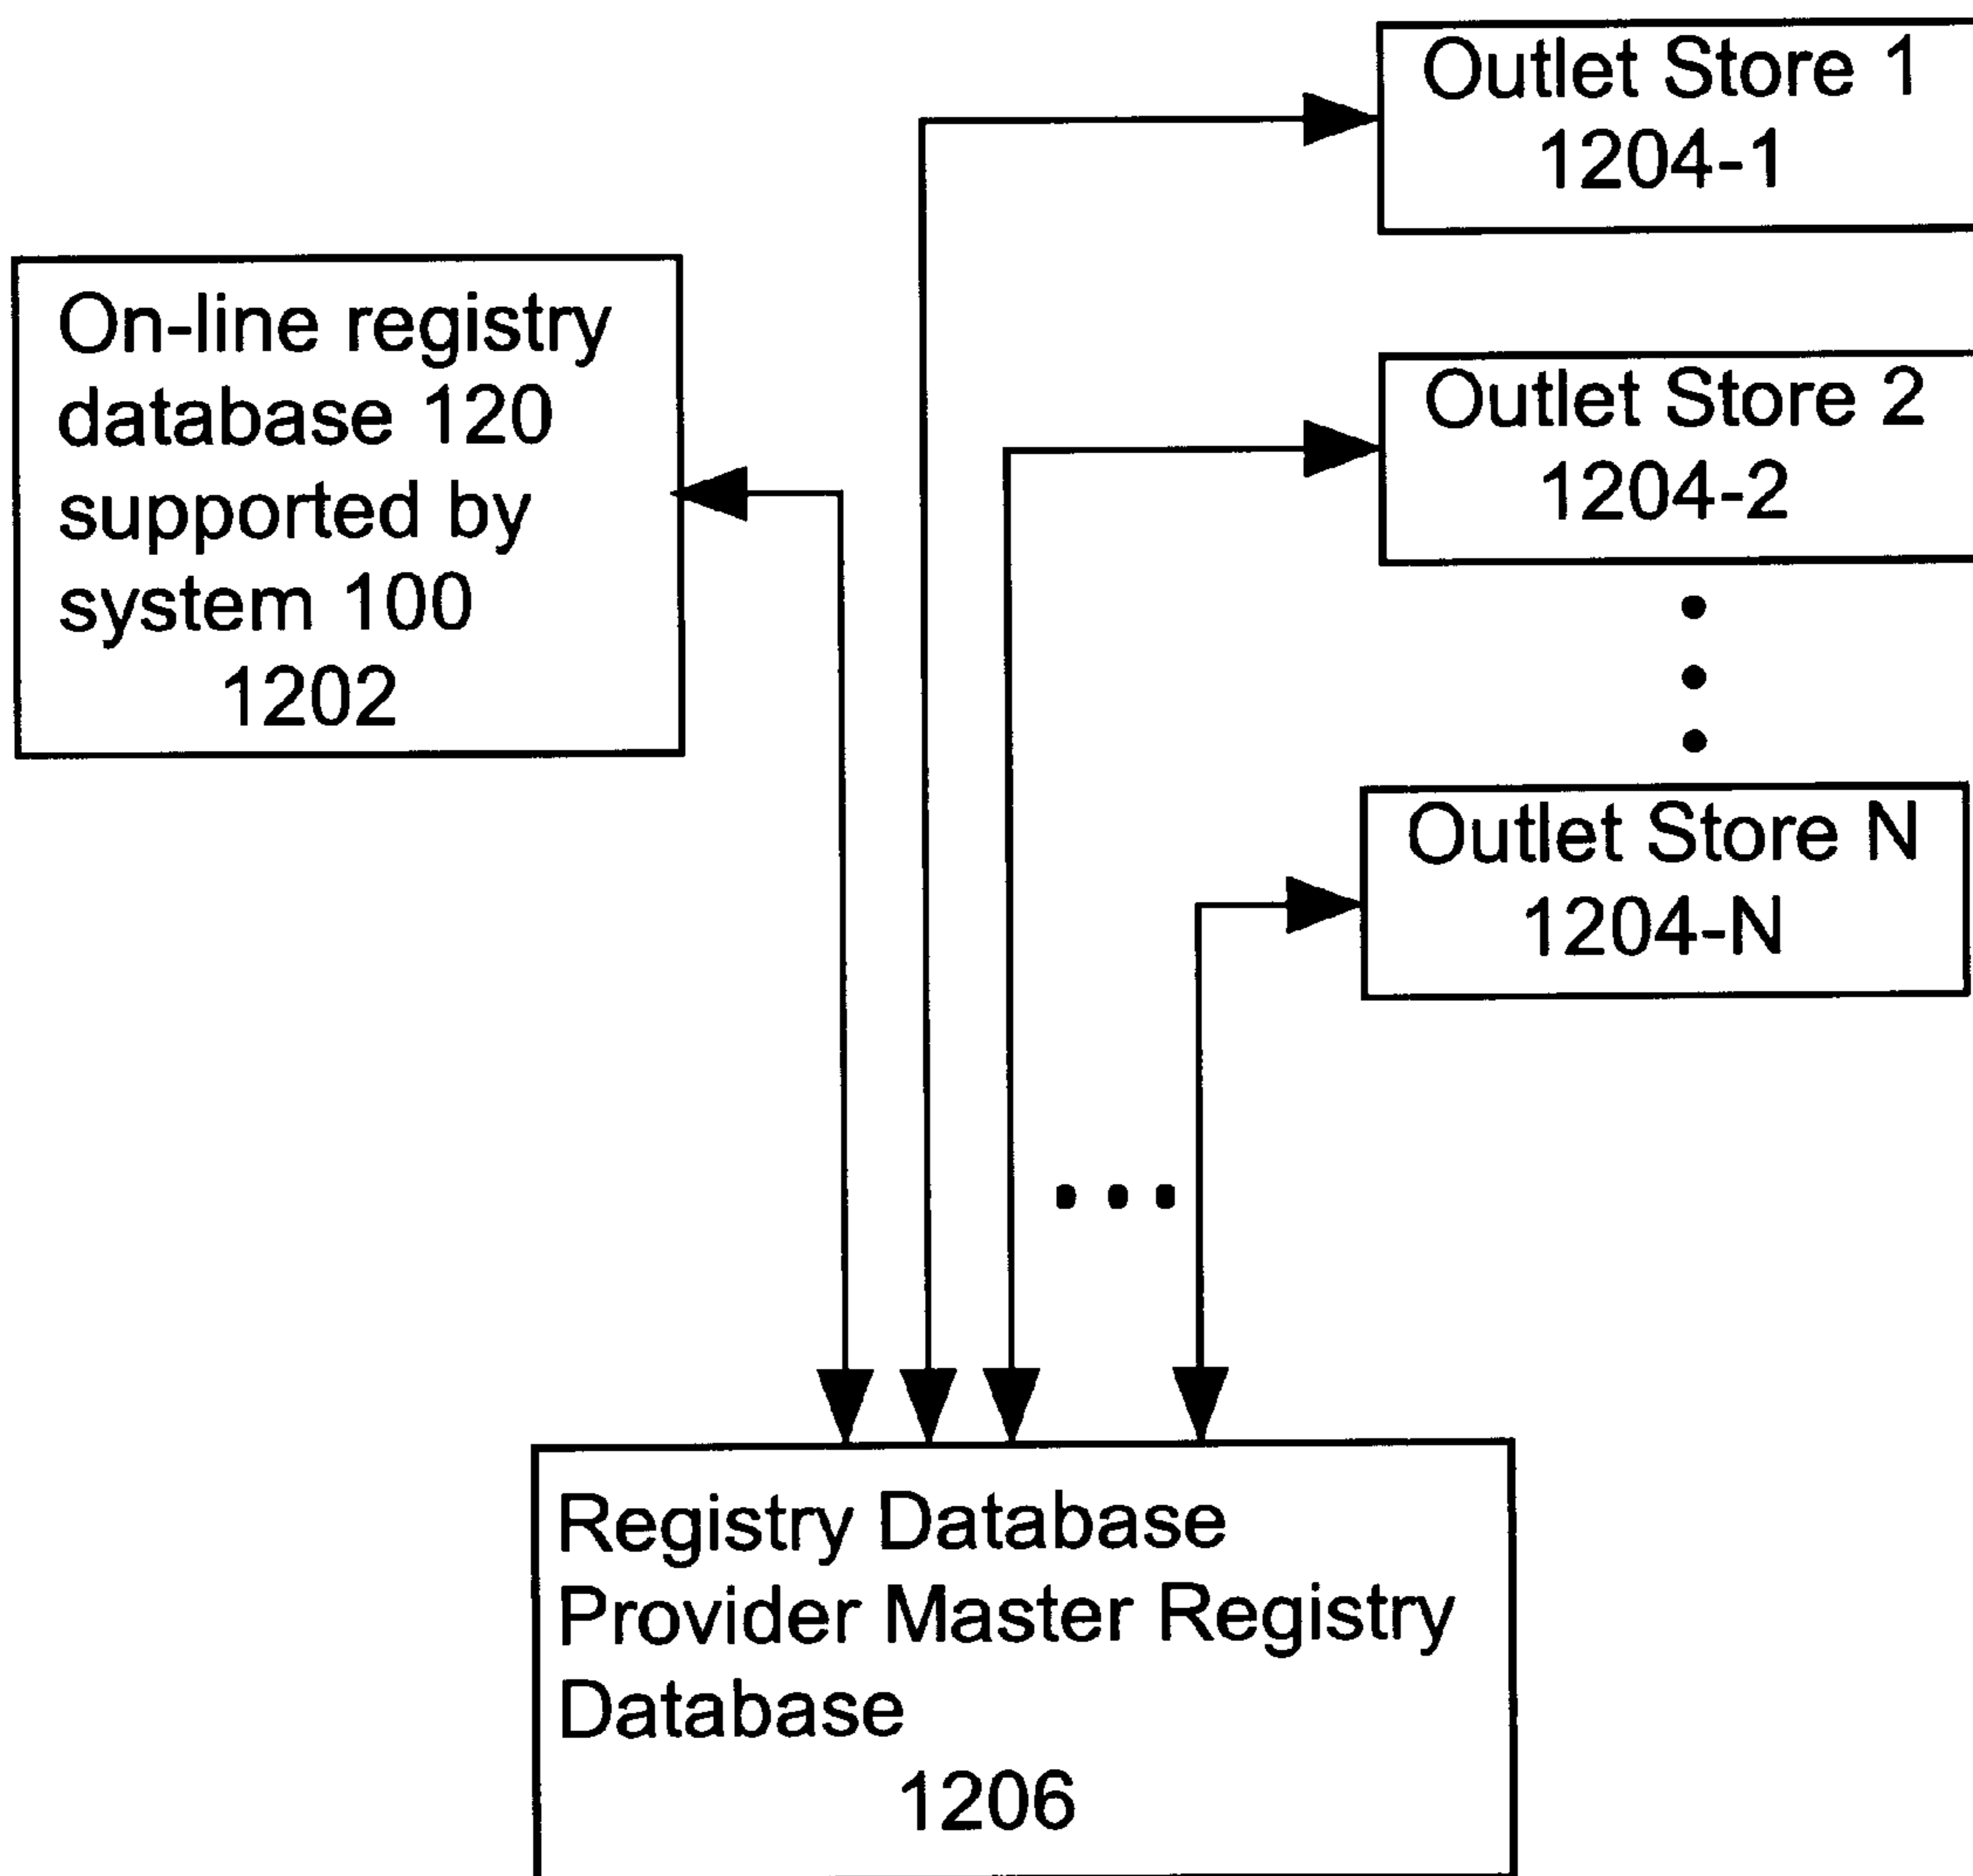 Outlet Store 1
1204-1
On-line registry
database 120
supported by
system 100
1202
Outlet Store 2
1204-2
Outlet Store N
1204-N
Registry Database
Provider Master Registry
Database
1206